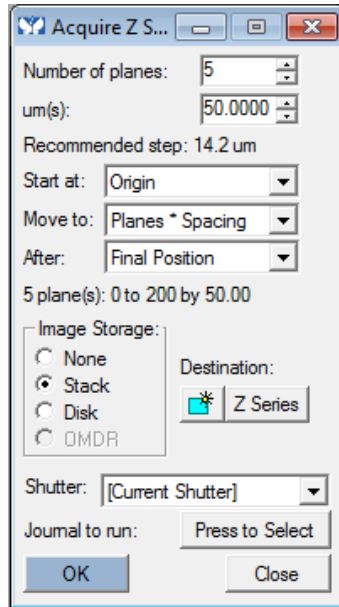 Acquire Z S...
Number of planes: 5
um(s): 50.0000
Recommended step: 14.2 um
Start at: Origin
Move to: Planes * Spacing
After: Final Position
5 plane(s): 0 to 200 by 50.00
Image Storage:
None
Stack
Disk
OMDR
Destination:
Z Series
Shutter: [Current Shutter]
Journal to run: Press to Select
OK Close